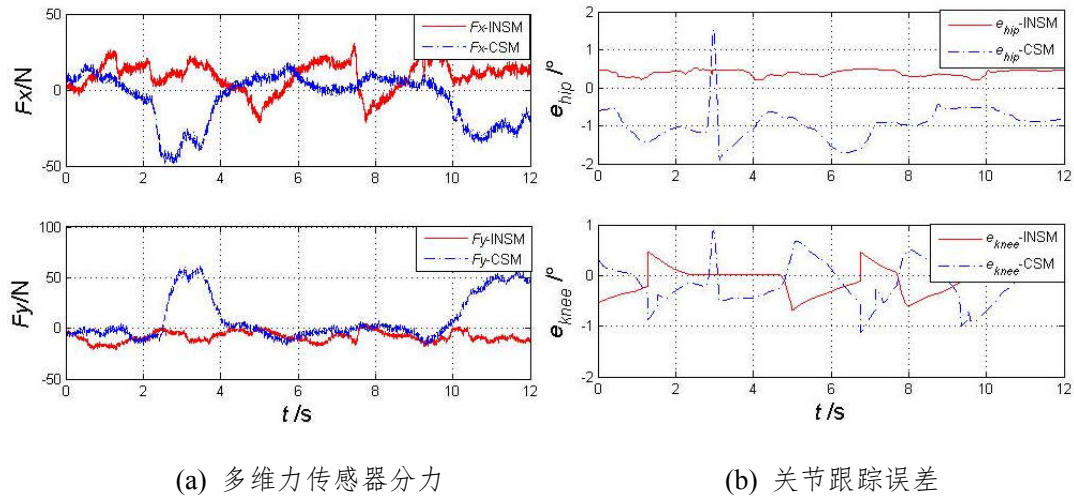 50
0
-50
0 2 4 6 8 10 12
Fx/N
Fx-INSM
Fx-CSM
100
50
0
-50
0 2 4 6 8 10 12
Fy/N
Fy-INSM
Fy-CSM
t /s
(a) 多维力传感器分力
2
1
0
-1
-2
0 2 4 6 8 10 12
e_hip /°
e_hip-INSM
e_hip-CSM
1
0
-1
-2
0 2 4 6 8 10 12
e_knee /°
e_knee-INSM
e_knee-CSM
t /s
(b) 关节跟踪误差